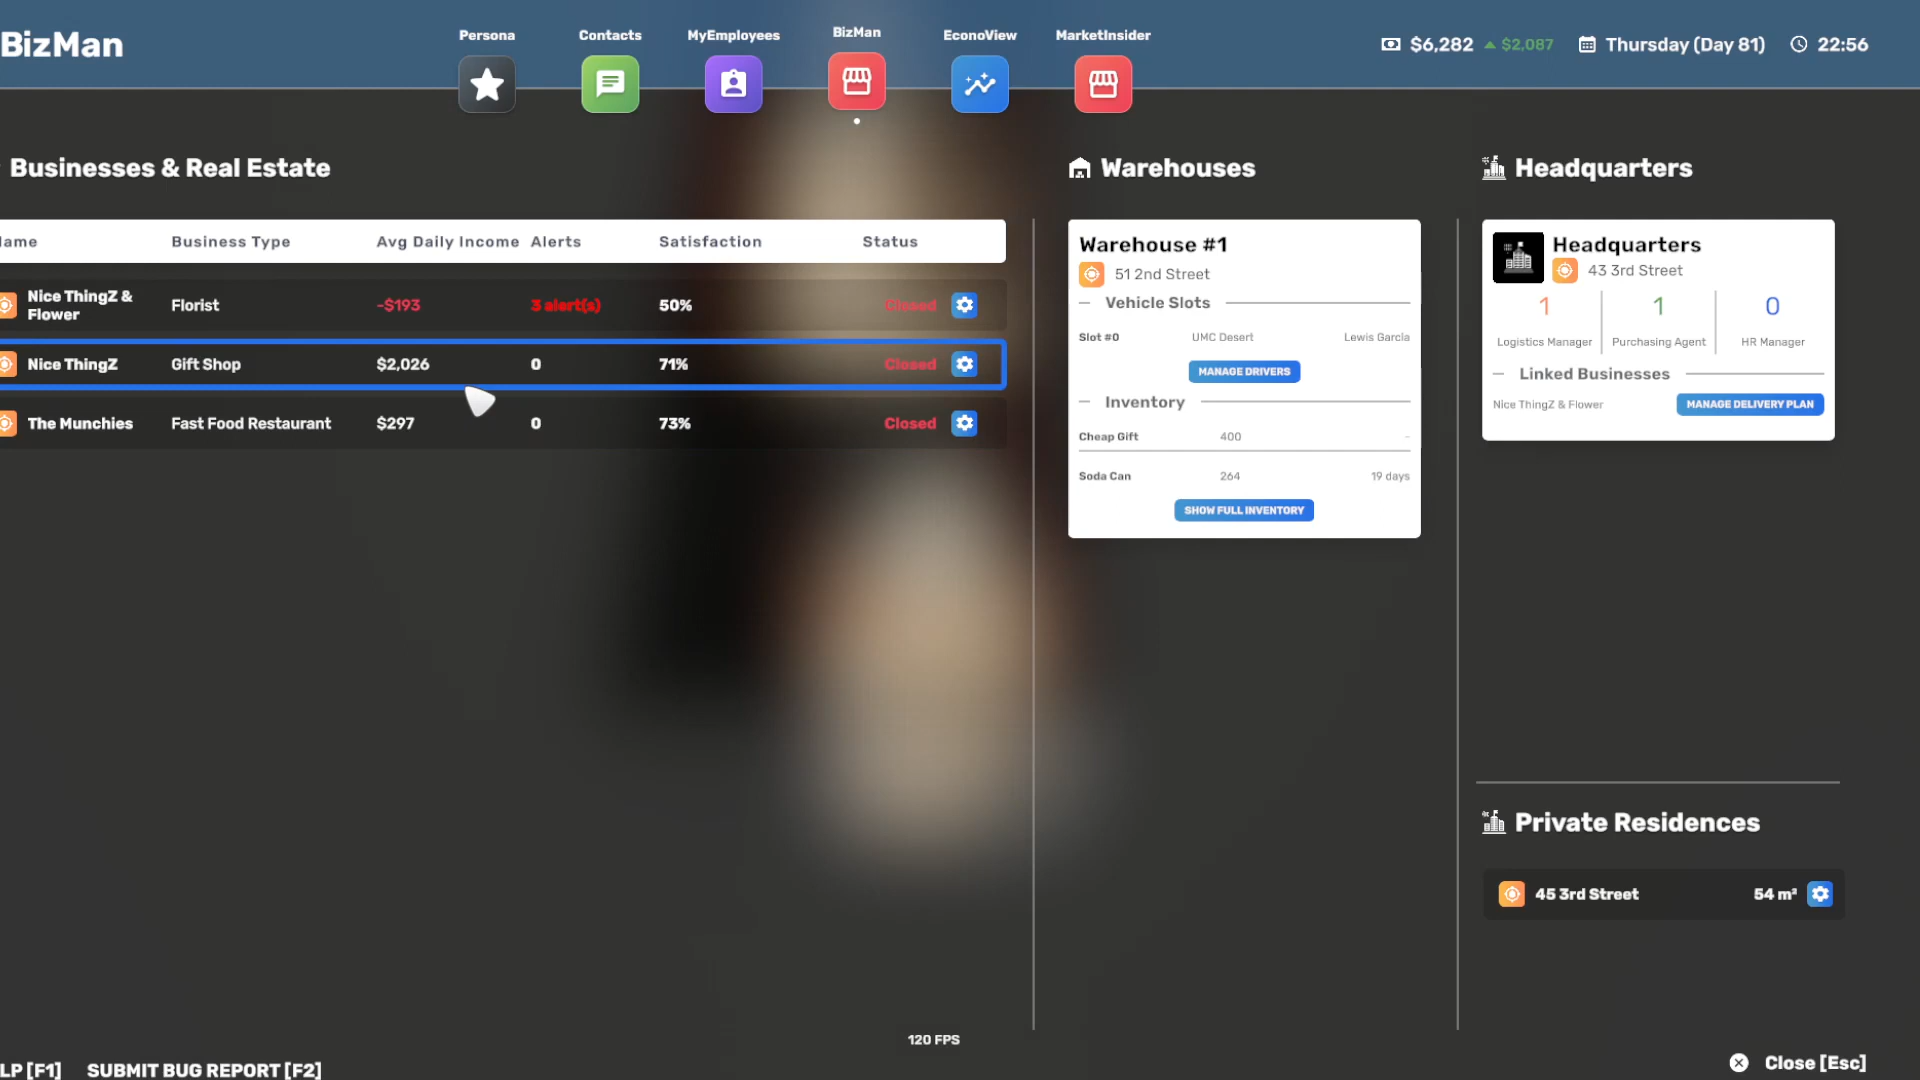 BizMan
Persona
Contacts
MyEmployees
BizMan
EconoView
MarketInsider
$6,282
$2,087
Thursday (Day 81)
22:56
Businesses & Real Estate
Business Type
Avg Daily Income
Alerts
Satisfaction
Status
Nice ThingZ &
Flower
Florist
-$193
3 alert(s)
50%
Closed
Nice ThingZ
Gift Shop
$2,026
0
71%
Closed
The Munchies
Fast Food Restaurant
$297
0
73%
Closed
Warehouses
Warehouse #1
51 2nd Street
Vehicle Slots
Slot #0
UMC Desert
Lewis Garcia
MANAGE DRIVERS
Inventory
Cheap Gift
400
-
Soda Can
264
19 days
SHOW FULL INVENTORY
Headquarters
Headquarters
43 3rd Street
1
Logistics Manager
1
Purchasing Agent
0
HR Manager
Linked Businesses
Nice ThingZ & Flower
MANAGE DELIVERY PLAN
Private Residences
45 3rd Street
54 m²
120 FPS
LP [F1]
SUBMIT BUG REPORT [F2]
Close [Esc]